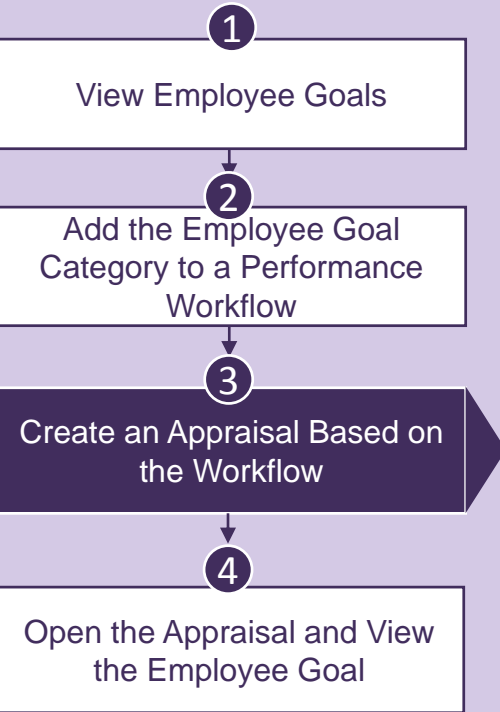 1
View Employee Goals
2
Add the Employee Goal
Category to a Performance
Workflow
3
Create an Appraisal Based on
the Workflow
4
Open the Appraisal and View
the Employee Goal